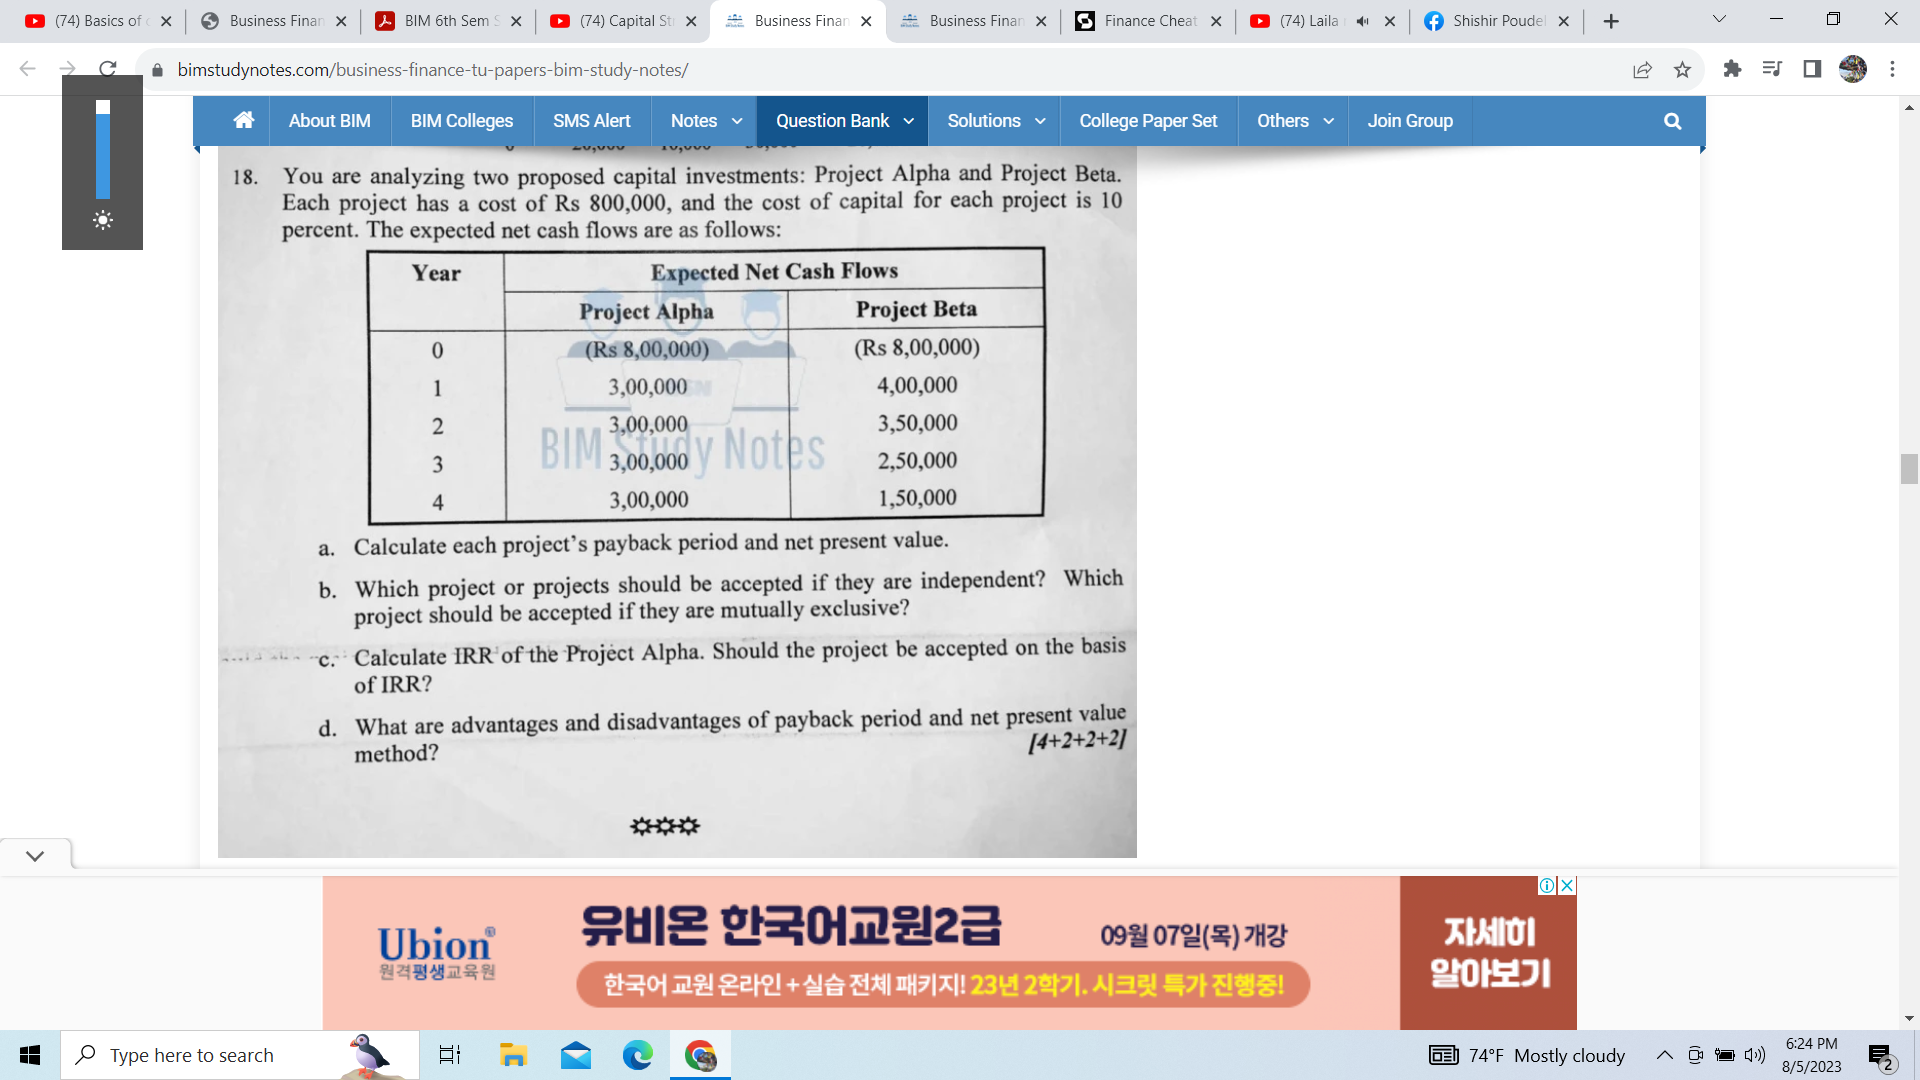 (74) Basics of
Business Finan
BIM 6th Sem S
(74) Capital St
Business Finan
Business Finan
Finance Cheat
(74) Laila
Shishir Poudel
bimstudynotes.com/business-finance-tu-papers-bim-study-notes/
About BIM
BIM Colleges
SMS Alert
Notes
Question Bank
Solutions
College Paper Set
Others
Join Group
18. You are analyzing two proposed capital investments: Project Alpha and Project Beta.
Each project has a cost of Rs 800,000, and the cost of capital for each project is 10
percent. The expected net cash flows are as follows:
Year Expected Net Cash Flows
Project Alpha Project Beta
0 (Rs 8,00,000) (Rs 8,00,000)
1 3,00,000 4,00,000
2 3,00,000 3,50,000
3 3,00,000 2,50,000
4 3,00,000 1,50,000
BIM Study Notes
a. Calculate each project's payback period and net present value.
b. Which project or projects should be accepted if they are independent? Which
project should be accepted if they are mutually exclusive?
c. Calculate IRR of the Project Alpha. Should the project be accepted on the basis
of IRR?
d. What are advantages and disadvantages of payback period and net present value
method? [4+2+2+2]
Ubion
원격평생교육원
유비온 한국어교원2급
09월 07일(목) 개강
한국어 교원 온라인 + 실습 전체 패키지! 23년 2학기. 시크릿 특가 진행중!
자세히
알아보기
Type here to search
74°F Mostly cloudy
6:24 PM
8/5/2023
2